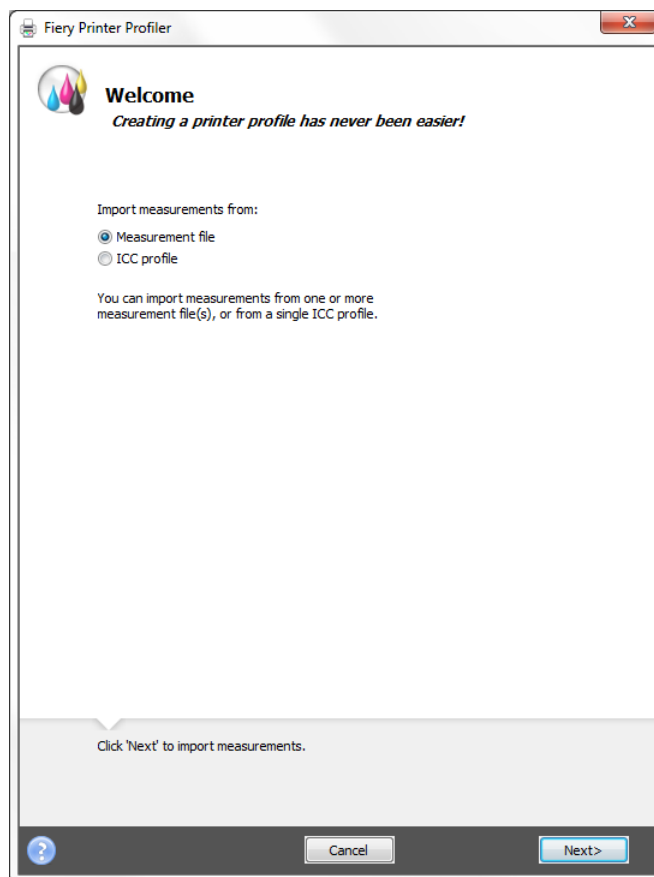 Fiery Printer Profiler
Welcome
Creating a printer profile has never been easier!
Import measurements from:
Measurement file
ICC profile
You can import measurements from one or more
measurement file(s), or from a single ICC profile.
Click 'Next' to import measurements.
?
Cancel
Next>